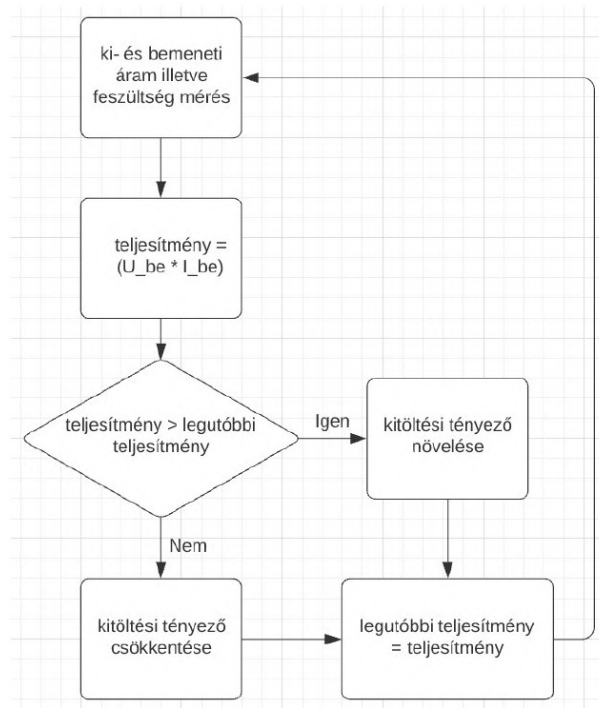 ki- és bemeneti
áram illetve
feszültség mérés
teljesítmény =
(U_be * I_be)
teljesítmény > legutóbbi
teljesítmény
Igen
kitöltési tényező
növelése
Nem
kitöltési tényező
csökkentése
legutóbbi teljesítmény
= teljesítmény